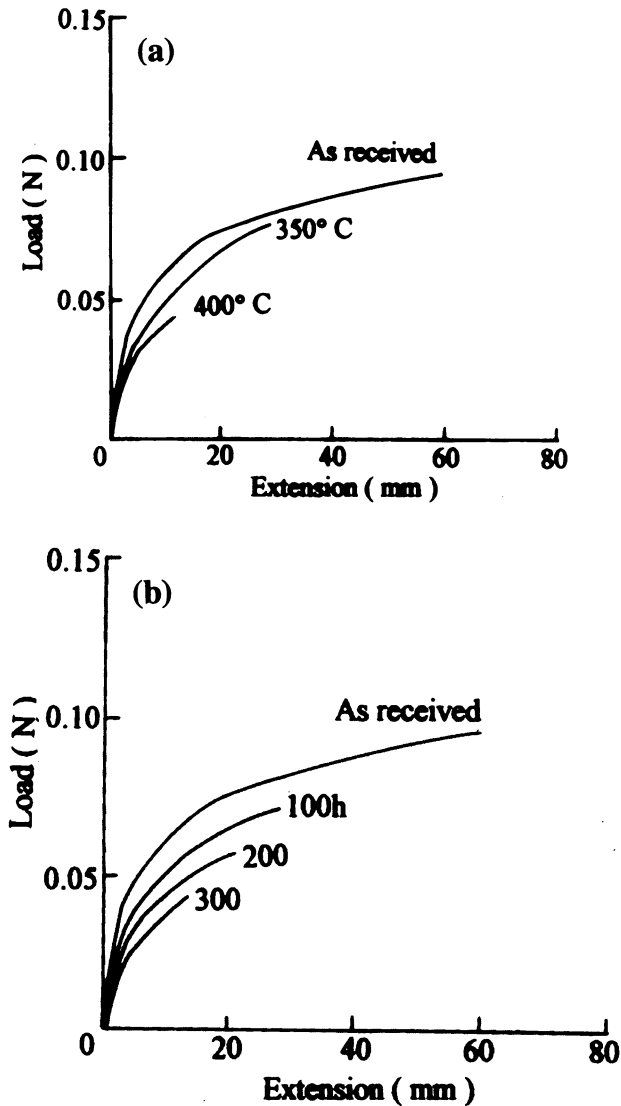 0.15
(a)
As received
0.10
350° C
Load ( N )
0.05
400° C
0 20 40 60 80
Extension ( mm )
0.15
(b)
As received
0.10
100h
Load ( N )
200
0.05
300
0 20 40 60 80
Extension ( mm )